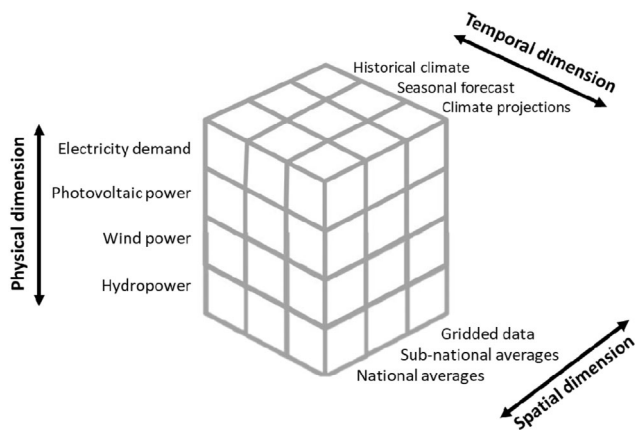 Temporal dimension
Historical climate
Seasonal forecast
Climate projections
Physical dimension
Electricity demand
Photovoltaic power
Wind power
Hydropower
Gridded data
Sub-national averages
National averages
Spatial dimension